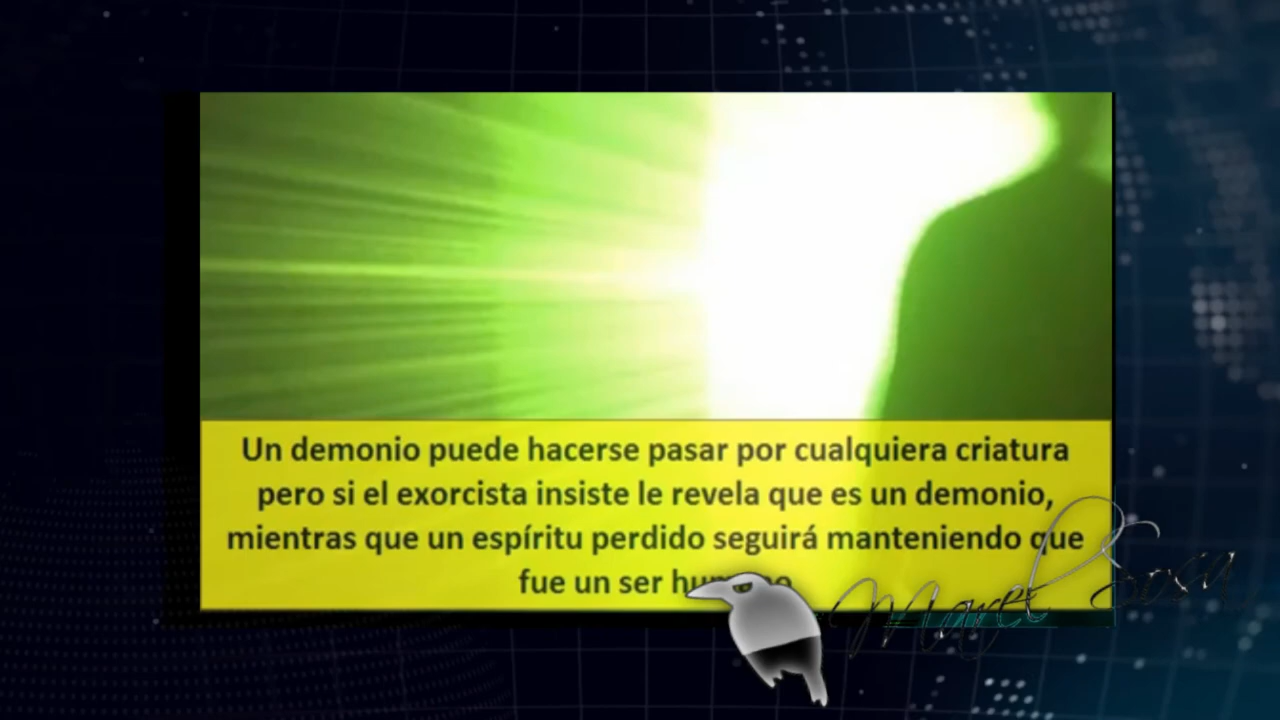 Un demonio puede hacerse pasar por cualquiera criatura
pero si el exorcista insiste le revela que es un demonio,
mientras que un espíritu perdido seguirá manteniendo que
fue un ser
Sosa